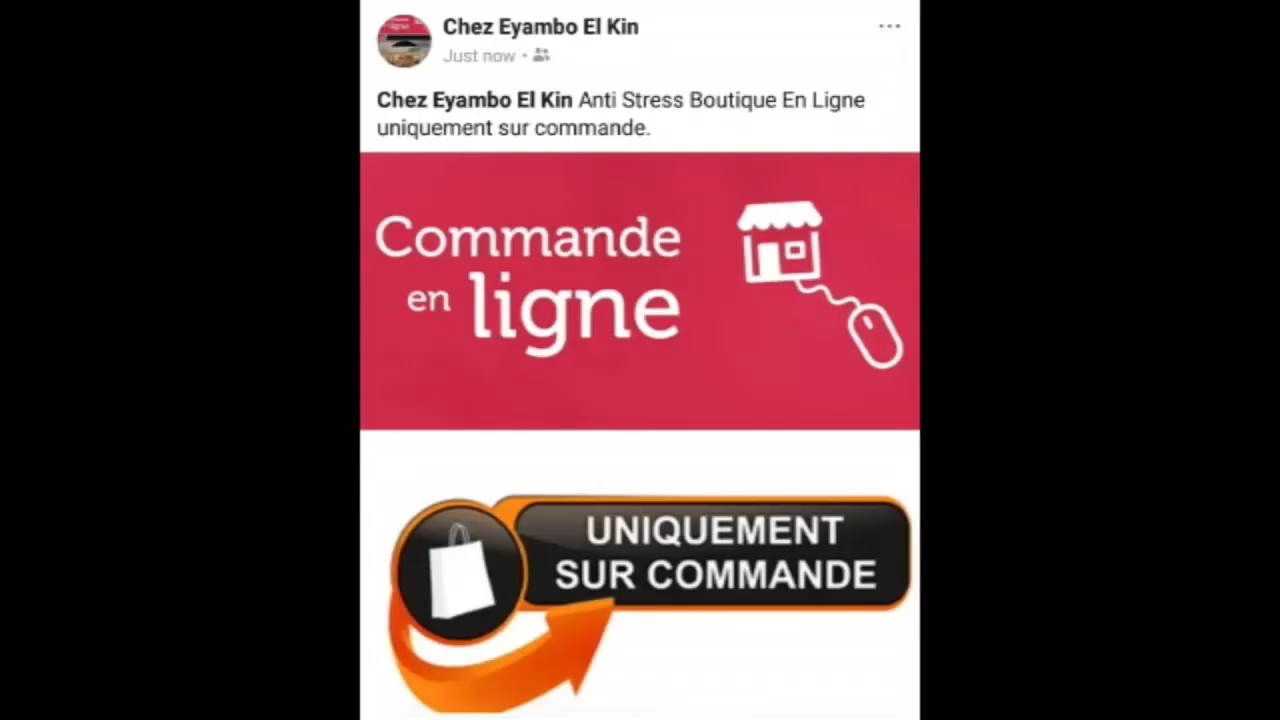 Chez Eyambo El Kin
Just now
Chez Eyambo El Kin Anti Stress Boutique En Ligne
uniquement sur commande.
Commande
en ligne
UNIQUEMENT
SUR COMMANDE